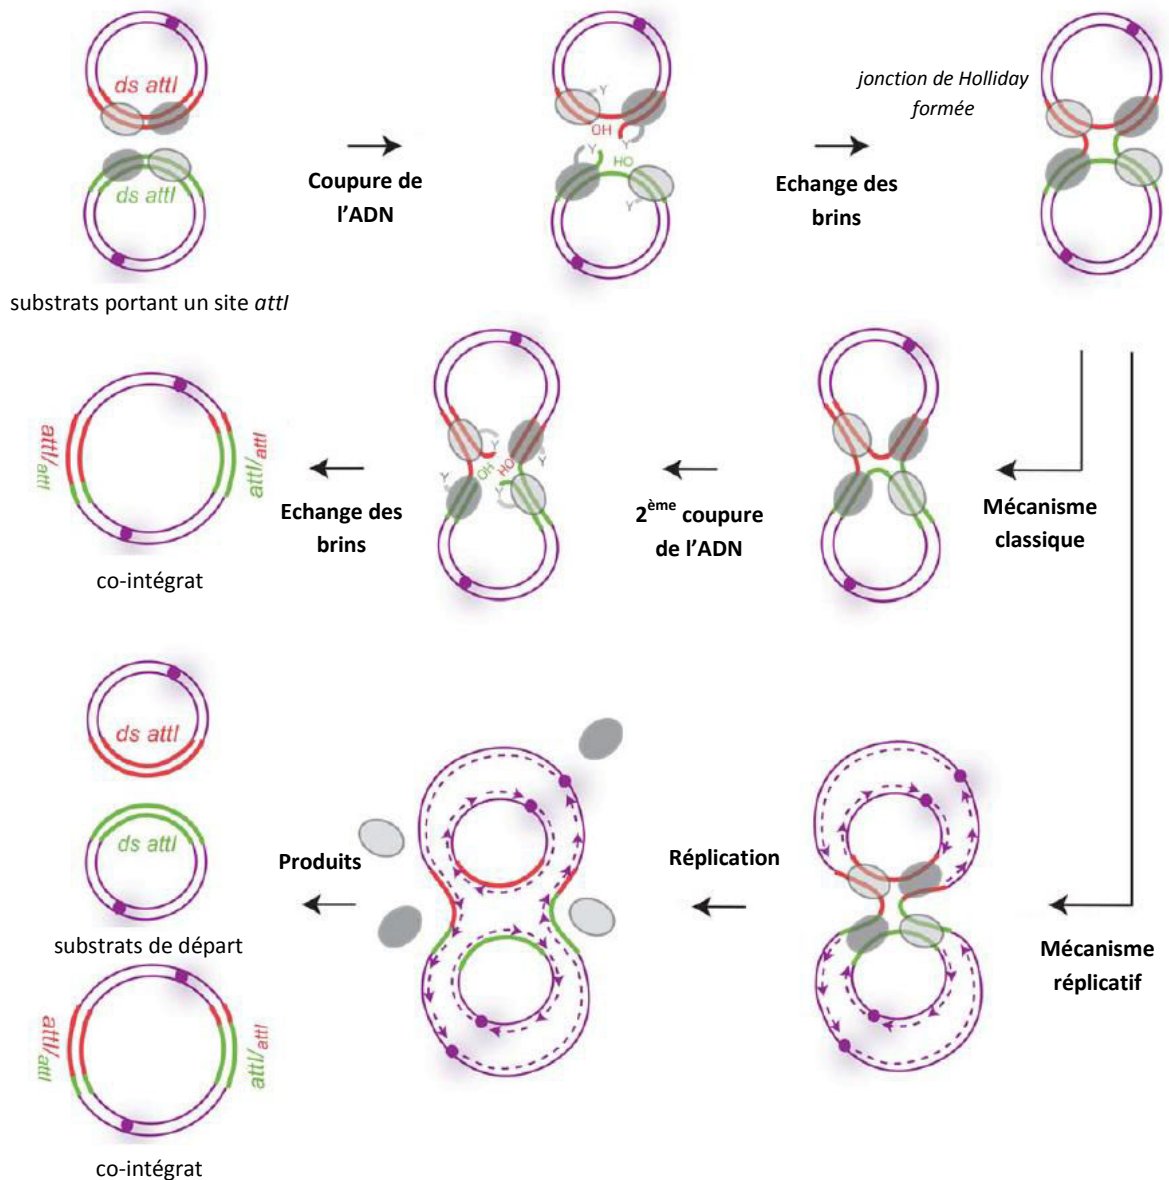 ds attI
ds attI
substrats portant un site attI
Coupure de
l'ADN
Y
OH
Y
Y
HO
Y
Echange des
brins
jonction de Holliday
formée
Mécanisme
classique
2ème coupure
de l'ADN
Y
Y
OH
HO
Y
Y
Echange des
brins
attI/attI
attI/attI
co-intégrat
Mécanisme
réplicatif
Réplication
Produits
ds attI
ds attI
substrats de départ
attI/attI
attI/attI
co-intégrat